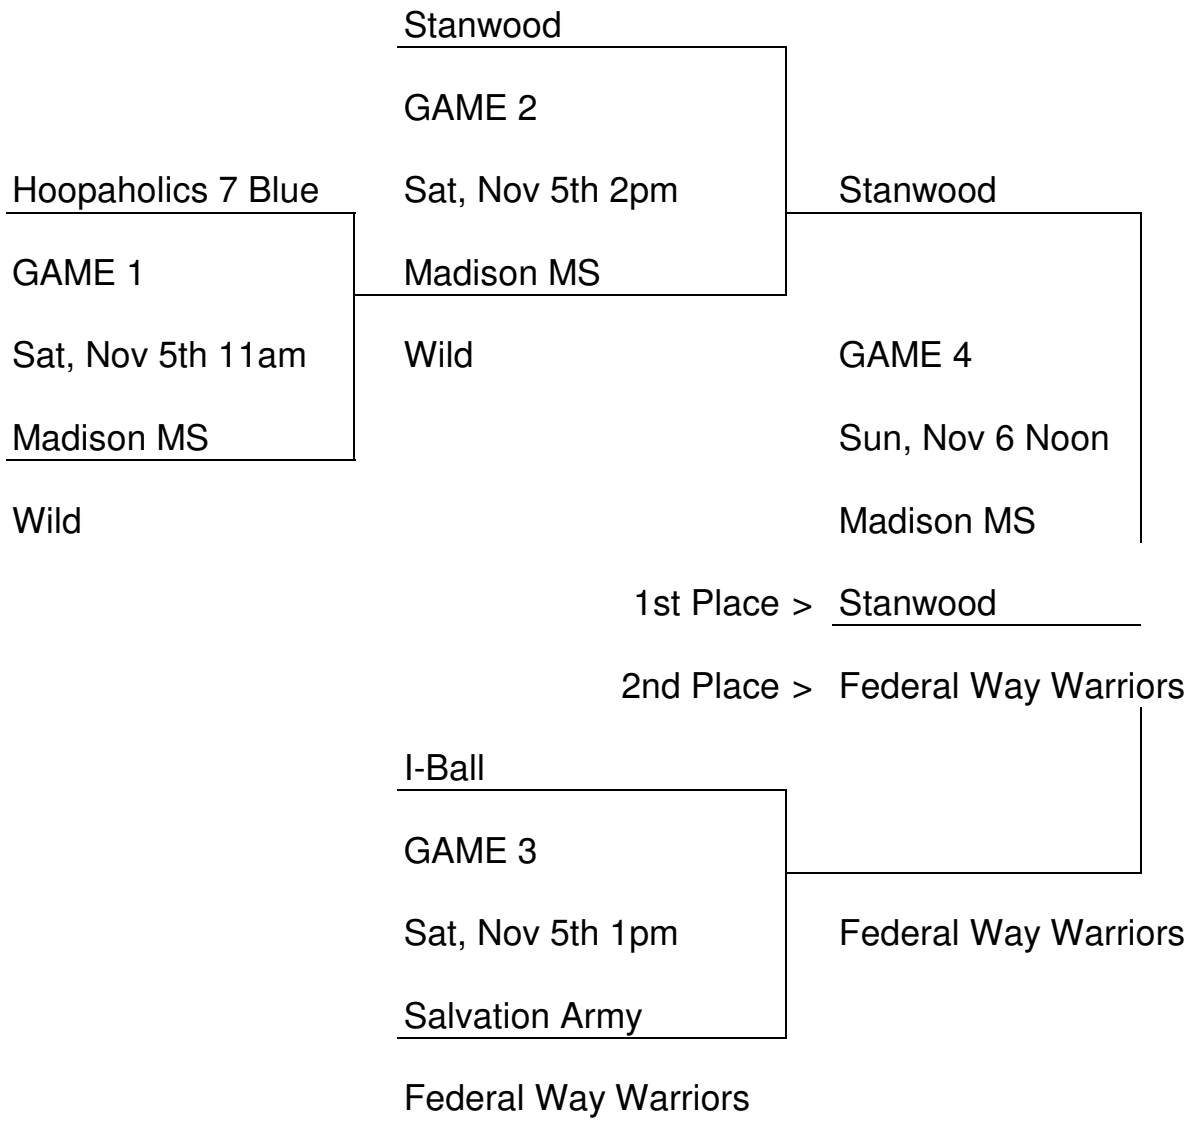 Stanwood
GAME 2
Hoopaholics 7 Blue
Sat, Nov 5th 2pm
Stanwood
GAME 1
Madison MS
Sat, Nov 5th 11am
Wild
GAME 4
Madison MS
Sun, Nov 6 Noon
Wild
Madison MS
1st Place > Stanwood
2nd Place > Federal Way Warriors
I-Ball
GAME 3
Sat, Nov 5th 1pm
Federal Way Warriors
Salvation Army
Federal Way Warriors